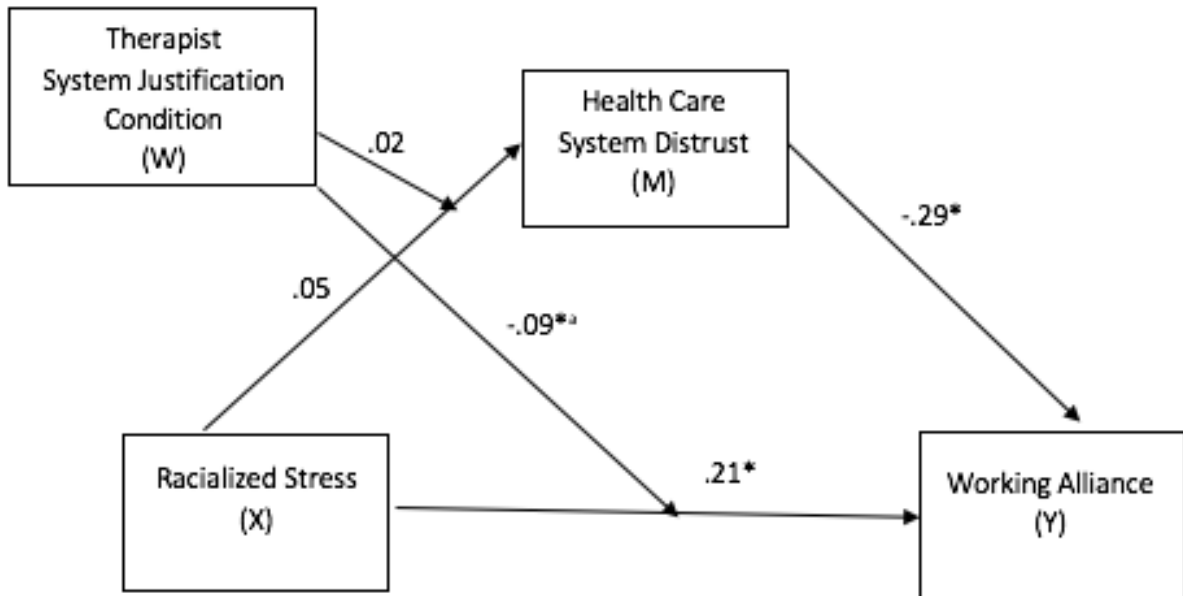 Therapist
System Justification
Condition
(W)
.02
Health Care
System Distrust
(M)
-.29*
.05
-.09*ᵃ
Racialized Stress
(X)
.21*
Working Alliance
(Y)